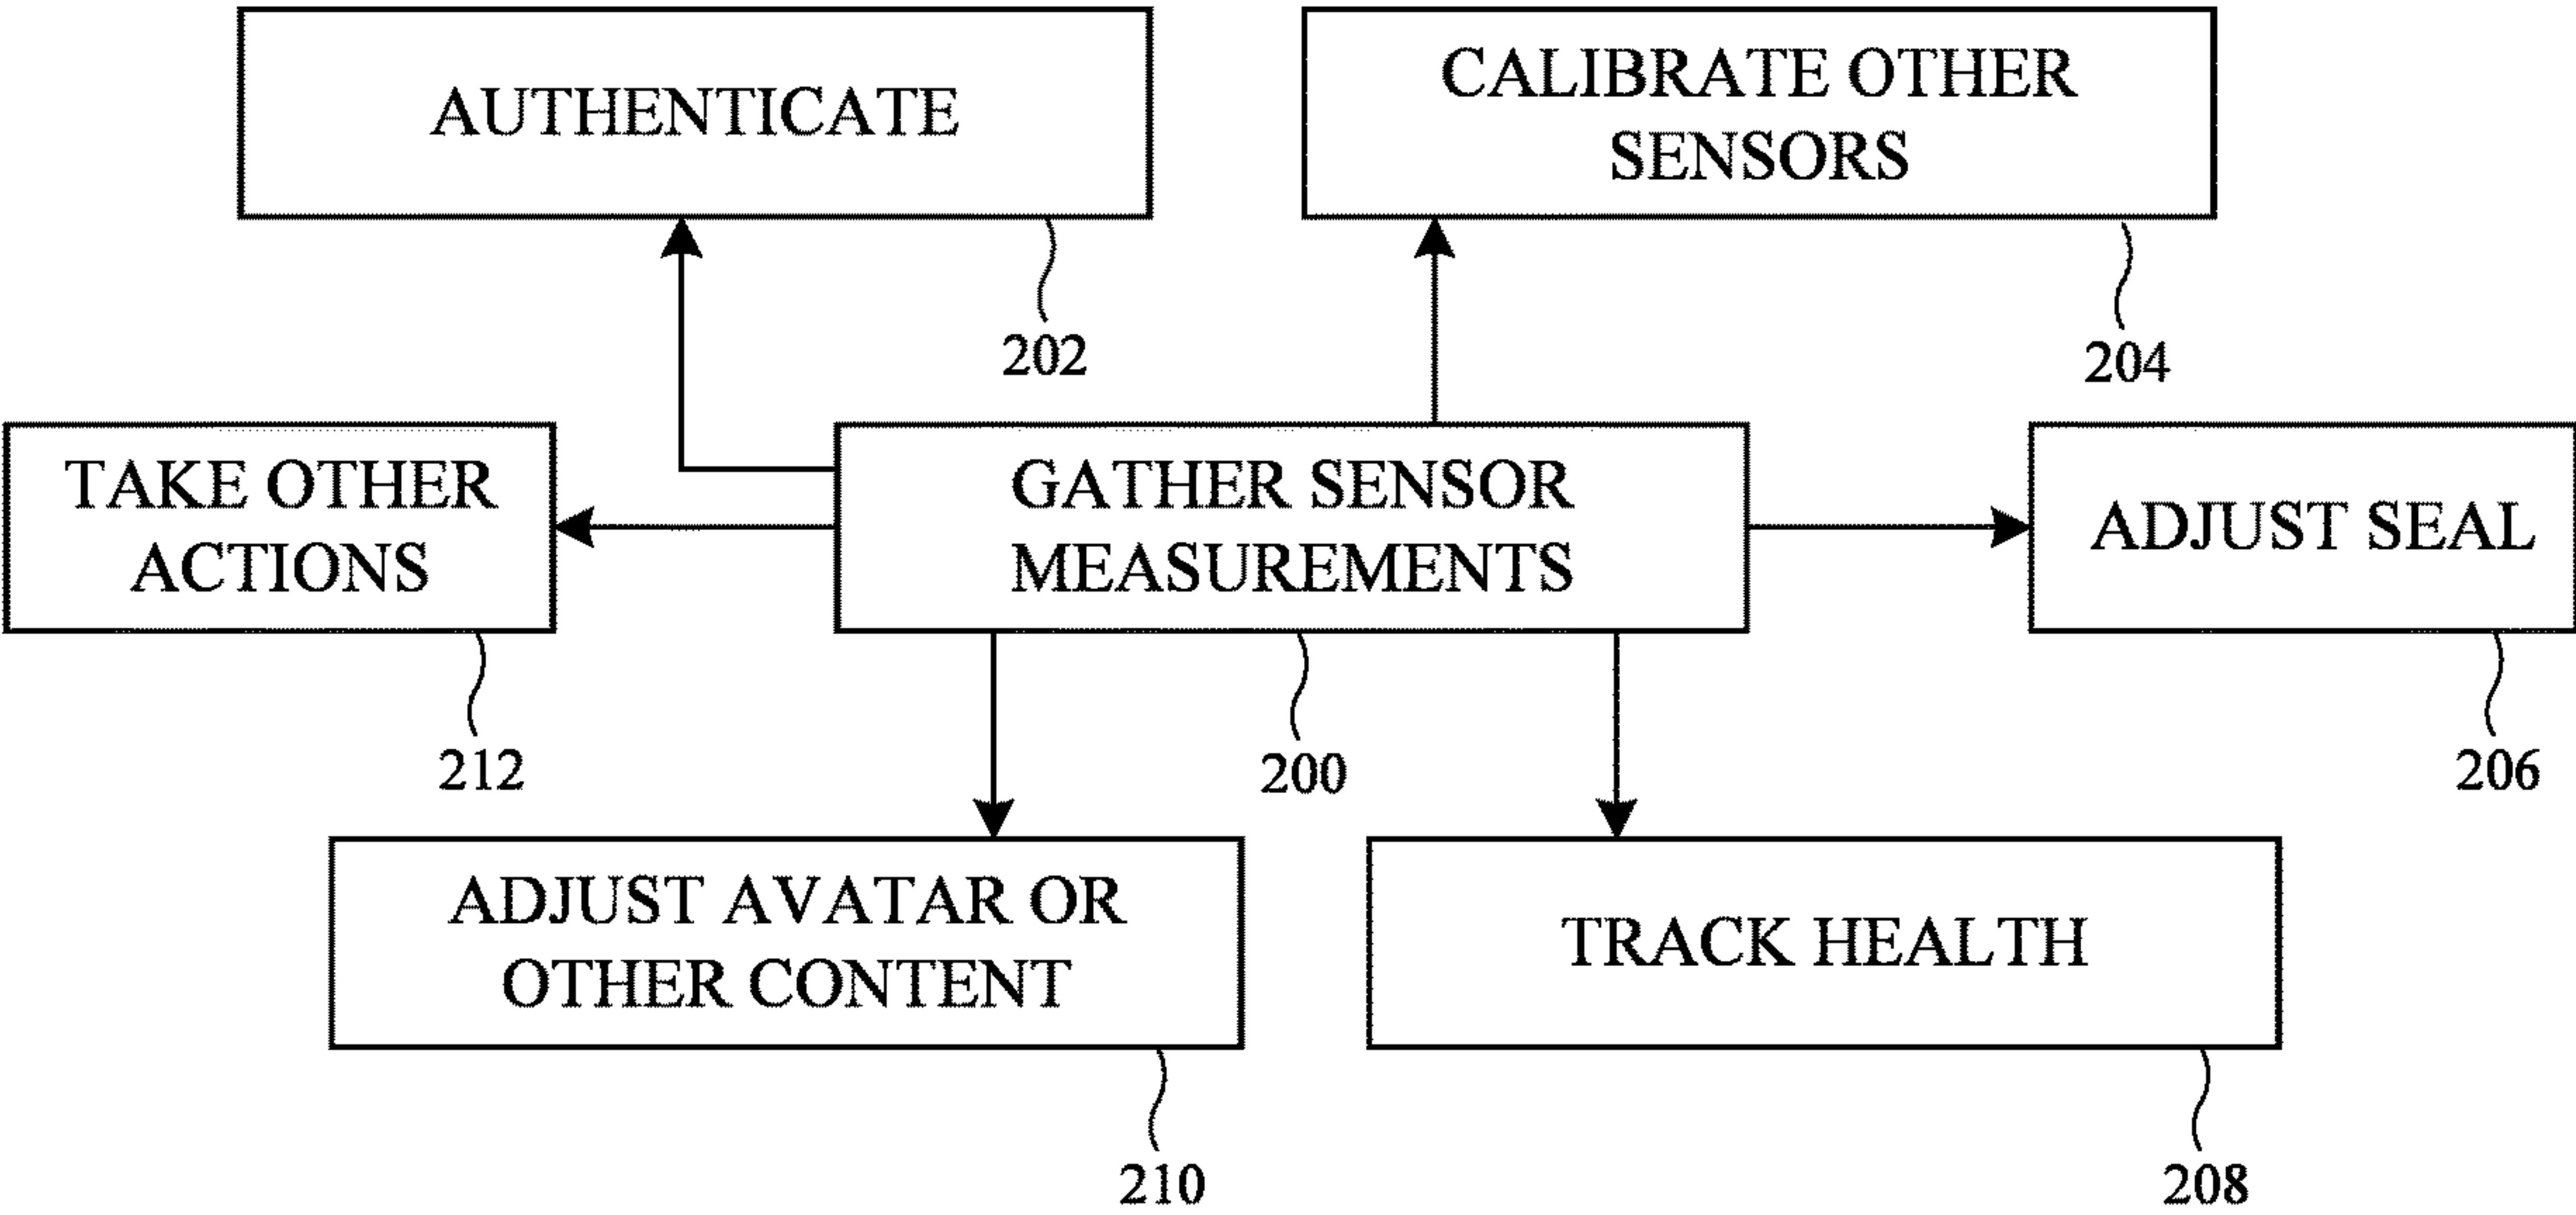 AUTHENTICATE
202
CALIBRATE OTHER
SENSORS
204
TAKE OTHER
ACTIONS
212
GATHER SENSOR
MEASUREMENTS
200
ADJUST SEAL
206
ADJUST AVATAR OR
OTHER CONTENT
210
TRACK HEALTH
208